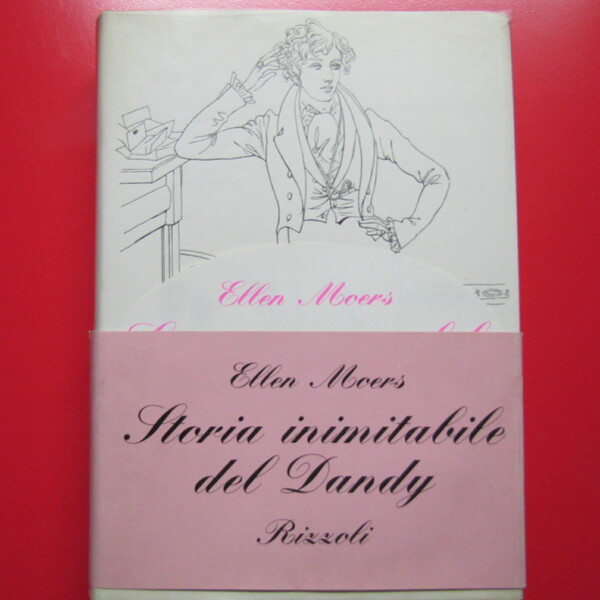 Ellen Moers
Ellen Moers
Storia inimitabile
del Dandy
Rizzoli